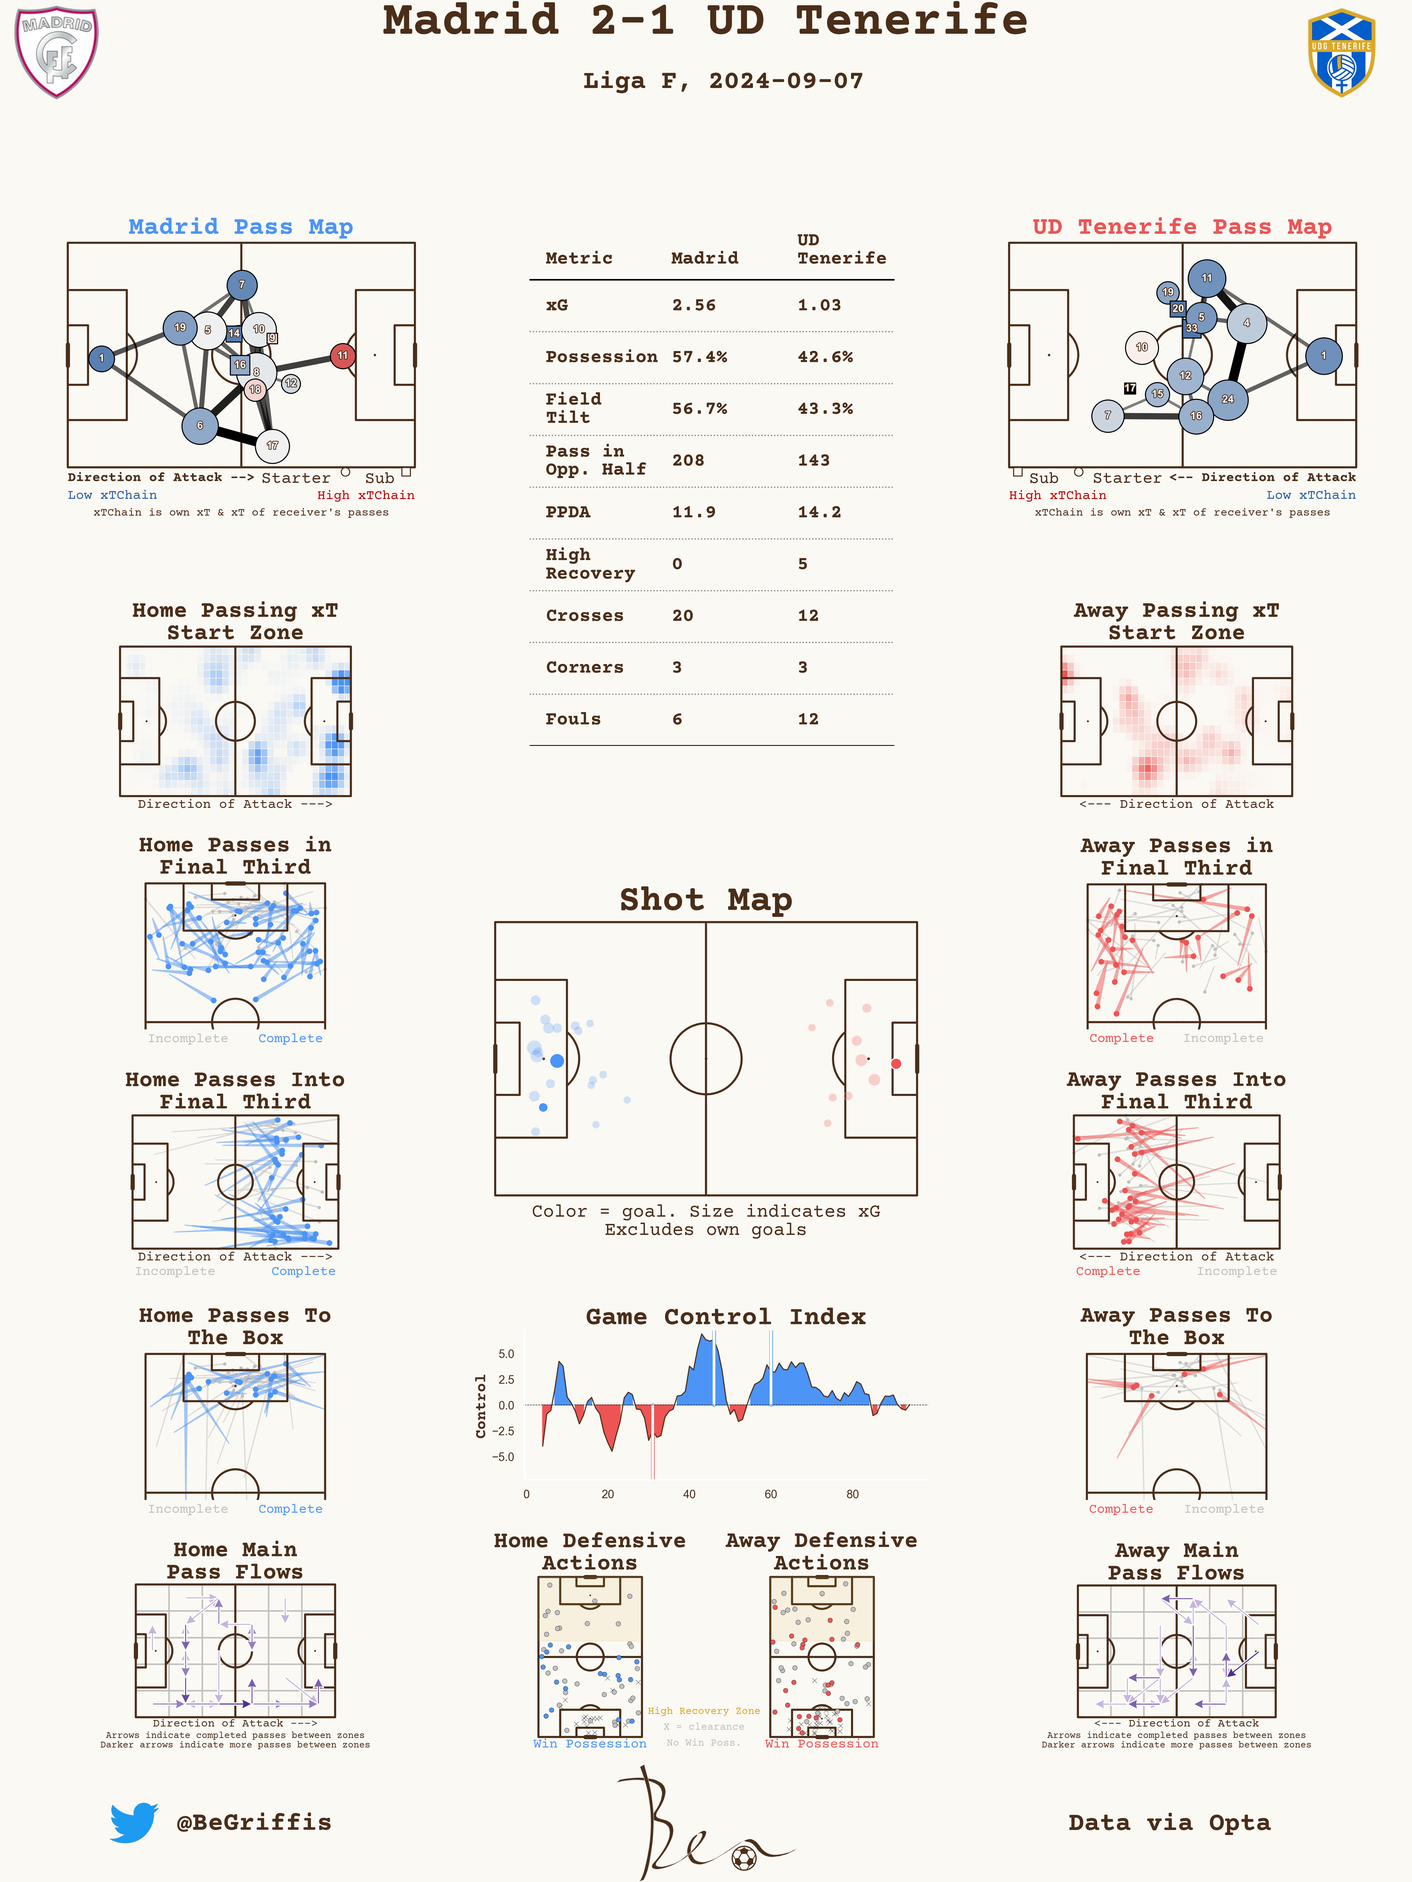 Madrid 2-1 UD Tenerife
Liga F, 2024-09-07
MADRID
CFF
UDG TENERIFE
Madrid Pass Map
7
19
5
14
10
9
1
16
8
11
18
12
6
17
Direction of Attack --> Starter Sub
Low xTChain High xTChain
xTChain is own xT & xT of receiver's passes
Metric Madrid UD Tenerife
xG 2.56 1.03
Possession 57.4% 42.6%
Field Tilt 56.7% 43.3%
Pass in Opp. Half 208 143
PPDA 11.9 14.2
High Recovery 0 5
Crosses 20 12
Corners 3 3
Fouls 6 12
UD Tenerife Pass Map
11
19
20
5
33
4
10
1
12
17
15
24
7
16
Sub Starter <-- Direction of Attack
High xTChain Low xTChain
xTChain is own xT & xT of receiver's passes
Home Passing xT
Start Zone
Direction of Attack --->
Away Passing xT
Start Zone
<--- Direction of Attack
Home Passes in
Final Third
Incomplete Complete
Shot Map
Color = goal. Size indicates xG
Excludes own goals
Away Passes in
Final Third
Complete Incomplete
Home Passes Into
Final Third
Direction of Attack --->
Incomplete Complete
Away Passes Into
Final Third
<--- Direction of Attack
Complete Incomplete
Home Passes To
The Box
Incomplete Complete
Game Control Index
Control
5.0
2.5
0.0
−2.5
−5.0
0 20 40 60 80
Away Passes To
The Box
Complete Incomplete
Home Main
Pass Flows
Direction of Attack --->
Arrows indicate completed passes between zones
Darker arrows indicate more passes between zones
Home Defensive
Actions
Win Possession
High Recovery Zone
X = clearance
No Win Poss.
Away Defensive
Actions
Win Possession
Away Main
Pass Flows
<--- Direction of Attack
Arrows indicate completed passes between zones
Darker arrows indicate more passes between zones
@BeGriffis
Ben
Data via Opta